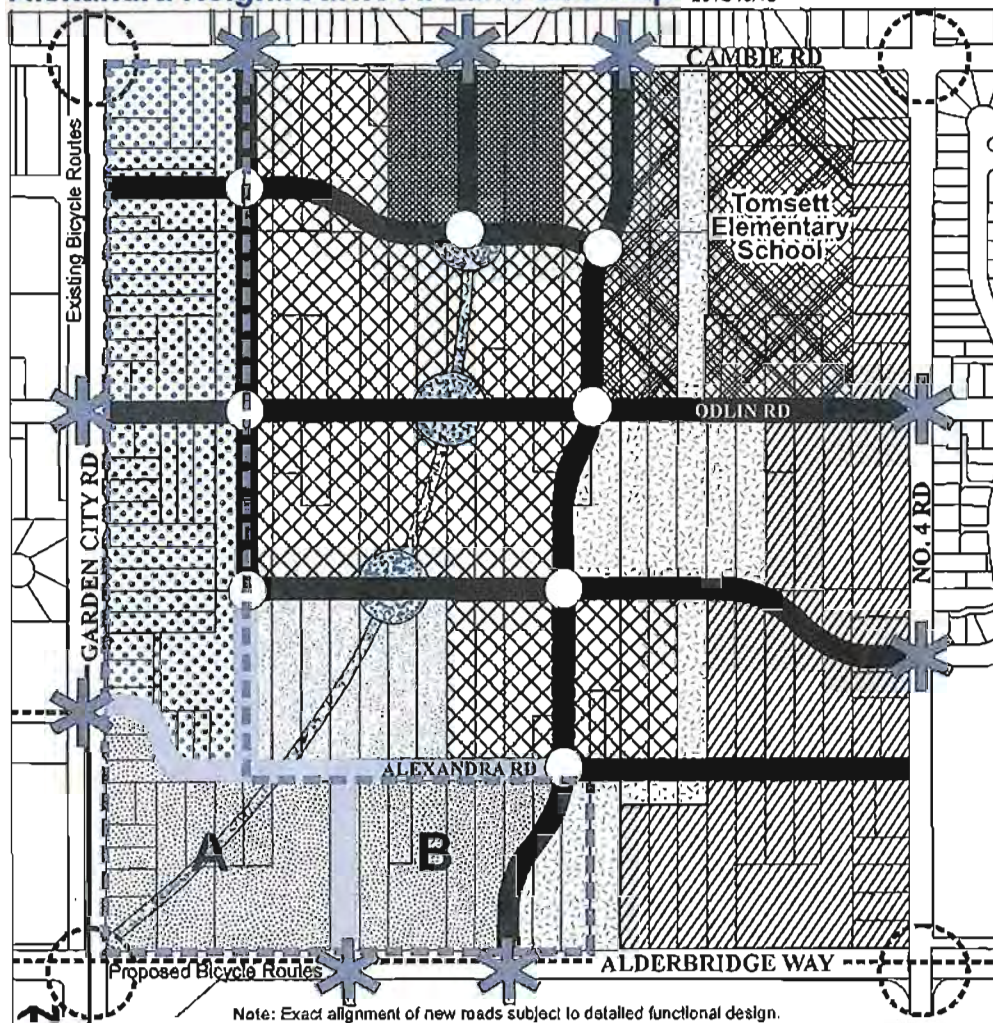 CAMBIE RD
Existing Bicycle Routes
Tomsett
Elementary
School
ODLIN RD
GARDEN CITY RD
NO. 4 RD
ALEXANDRA RD
A
B
Proposed Bicycle Routes
ALDERBRIDGE WAY
N
Note: Exact alignment of new roads subject to detailed functional design.